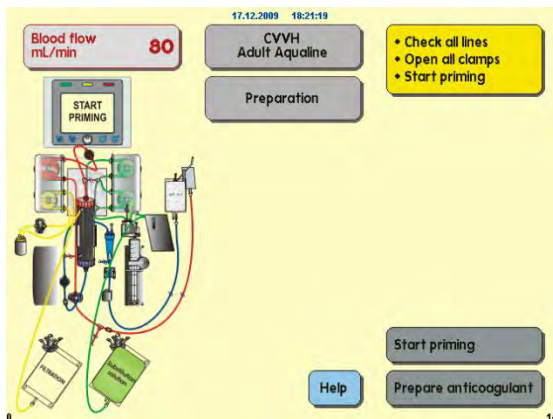 17.12.2009 18:21:19
Blood flow
mL/min
80
CVVH
Adult Aqualine
Preparation
• Check all lines
• Open all clamps
• Start priming
START
PRIMING
FILTRATION
Substitution
solution
Start priming
Help
Prepare anticoagulant